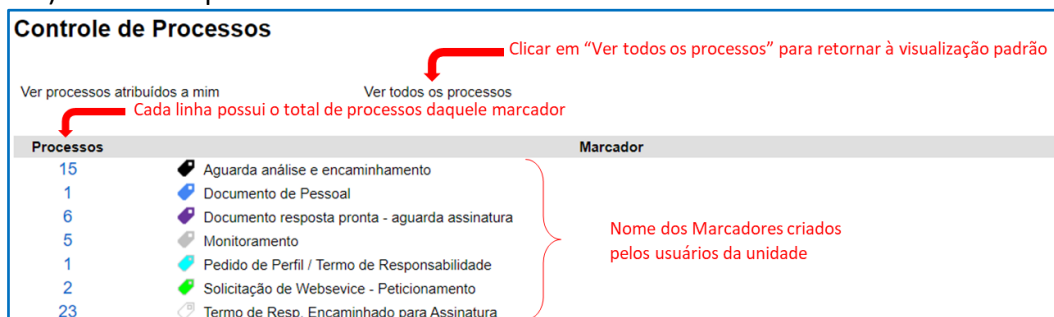 Controle de Processos
Clicar em “Ver todos os processos” para retornar à visualização padrão
Ver processos atribuídos a mim Ver todos os processos
Cada linha possui o total de processos daquele marcador
Processos Marcador
15 Aguarda análise e encaminhamento
1 Documento de Pessoal
6 Documento resposta pronta - aguarda assinatura
5 Monitoramento
1 Pedido de Perfil / Termo de Responsabilidade
2 Solicitação de Websevice - Peticionamento
23 Termo de Resp. Encaminhado para Assinatura
Nome dos Marcadores criados
pelos usuários da unidade